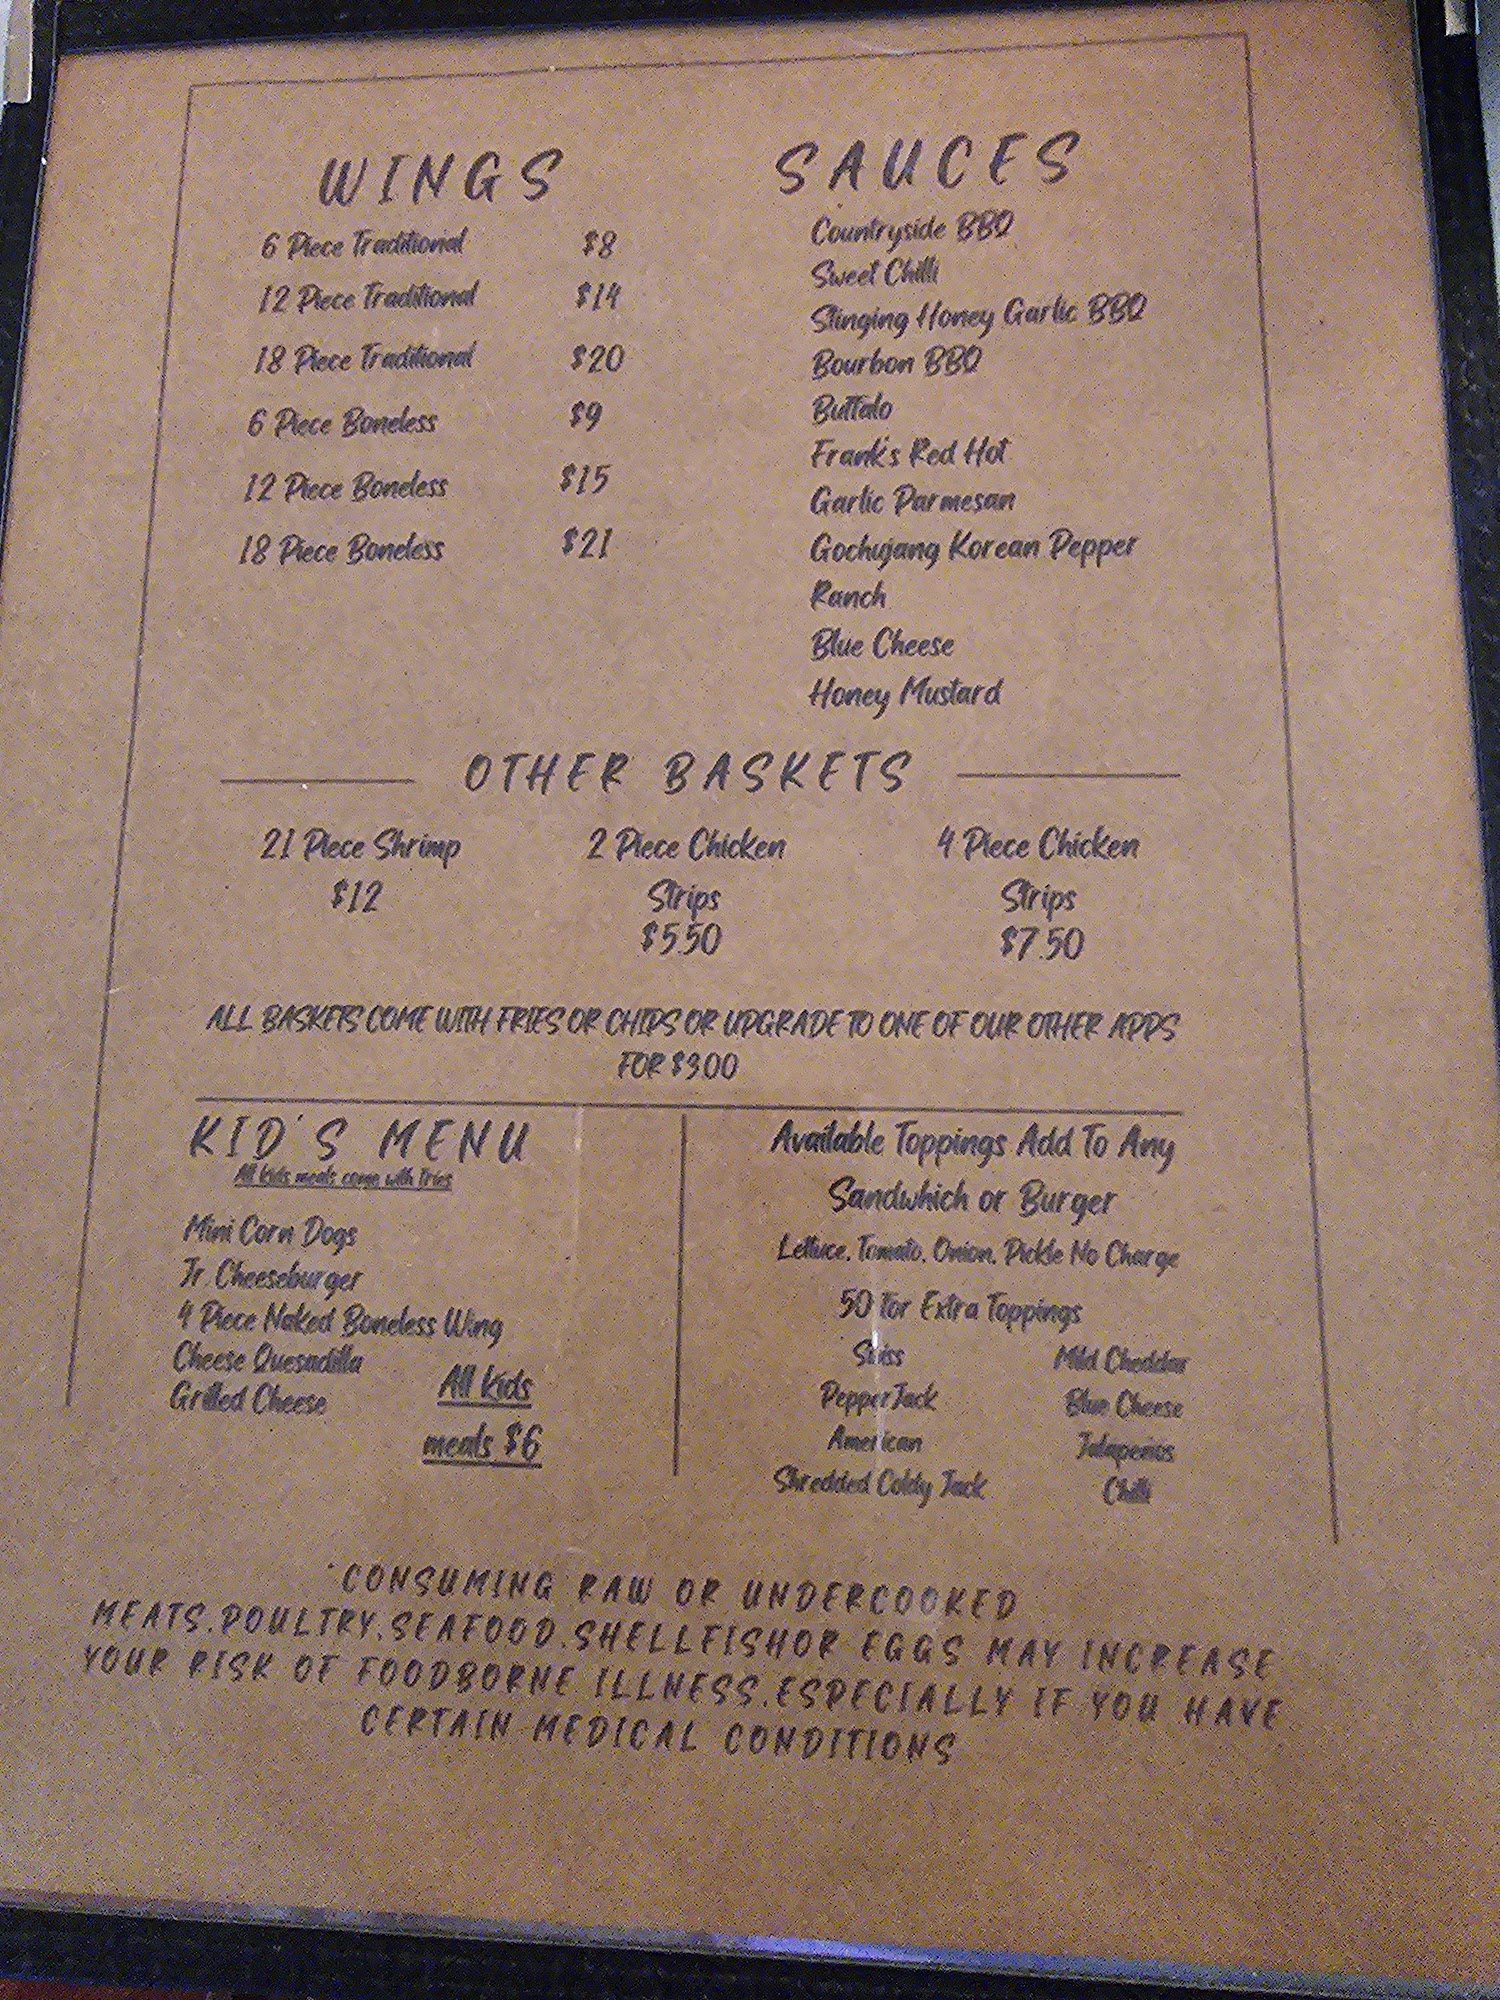 WINGS
6 Piece Traditional $8
12 Piece Traditional $14
18 Piece Traditional $20
6 Piece Boneless $9
12 Piece Boneless $15
18 Piece Boneless $21
SAUCES
Countryside BBQ
Sweet Chilli
Stinging Honey Garlic BBQ
Bourbon BBQ
Buffalo
Frank's Red Hot
Garlic Parmesan
Gochujang Korean Pepper
Ranch
Blue Cheese
Honey Mustard
OTHER BASKETS
21 Piece Shrimp
$12
2 Piece Chicken
Strips
$5.50
4 Piece Chicken
Strips
$7.50
ALL BASKETS COME WITH FRIES OR CHIPS OR UPGRADE TO ONE OF OUR OTHER APPS
FOR $3.00
KID'S MENU
All kids meals come with fries
Mini Corn Dogs
Jr. Cheeseburger
4 Piece Naked Boneless Wing
Cheese Quesadilla
Grilled Cheese
All kids
meals $6
Available Toppings Add To Any
Sandwhich or Burger
Lettuce, Tomato, Onion, Pickle No Charge
.50 for Extra Toppings
Swiss Mild Cheddar
PepperJack Blue Cheese
American Jalapeños
Shredded Colby Jack Chilli
*CONSUMING RAW OR UNDERCOOKED
MEATS,POULTRY,SEAFOOD,SHELLFISHOR EGGS MAY INCREASE
YOUR RISK OF FOODBORNE ILLNESS,ESPECIALLY IF YOU HAVE
CERTAIN MEDICAL CONDITIONS